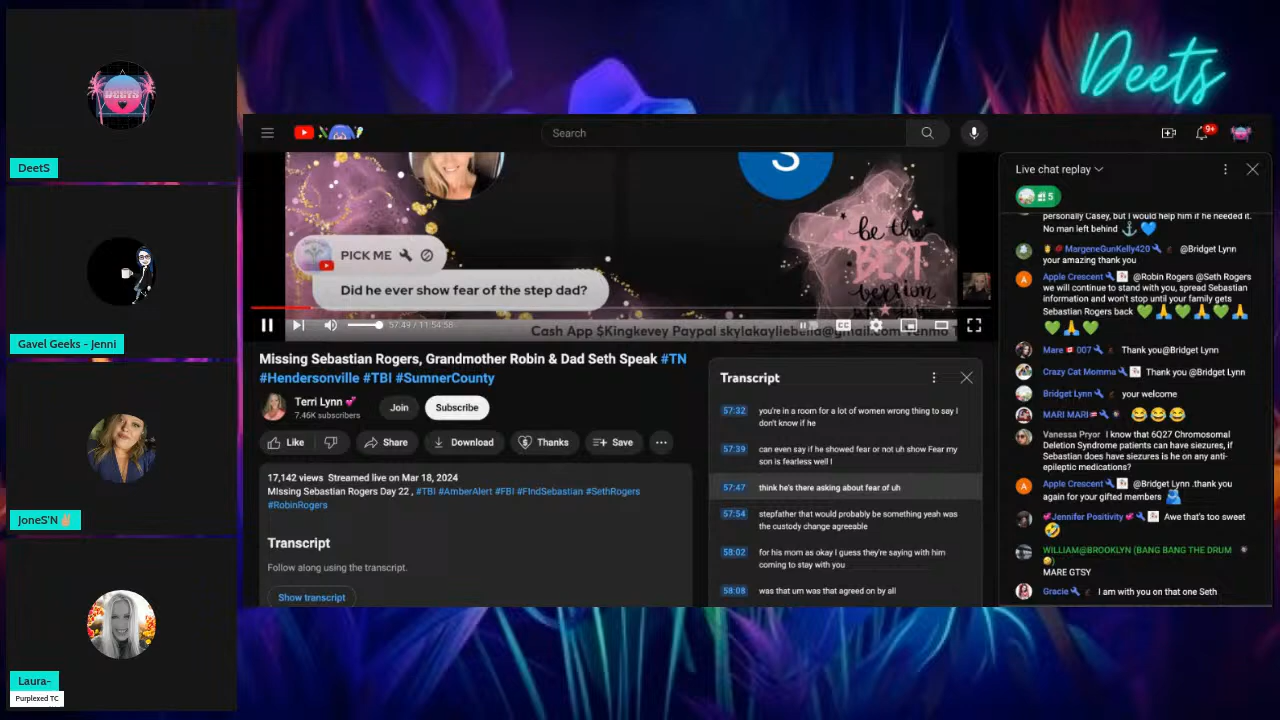 Deets
DEETS
DeetS
Gavel Geeks - Jenni
JoneS'N ✌🏼
Laura-
Purplexed TC
Search
9+
S
be the
BEST
version
PICK ME
Did he ever show fear of the step dad?
57:49 / 11:54:58
CC
Cash App $Kingkevey Paypal skylakayliebella@gmail.com Venmo
Missing Sebastian Rogers, Grandmother Robin & Dad Seth Speak #TN
#Hendersonville #TBI #SumnerCounty
Terri Lynn 💕
7.46K subscribers
Join
Subscribe
Like
Share
Download
Thanks
Save
17,142 views Streamed live on Mar 18, 2024
MIssing Sebastian Rogers Day 22 , #TBI #AmberAlert #FBI #FIndSebastian #SethRogers
#RobinRogers
Transcript
Follow along using the transcript.
Show transcript
Transcript
57:32 you're in a room for a lot of women wrong thing to say I
don't know if he
57:39 can even say if he showed fear or not uh show Fear my
son is fearless well I
57:47 think he's there asking about fear of uh
57:54 stepfather that would probably be something yeah was
the custody change agreeable
58:02 for his mom as okay I guess they're saying with him
coming to stay with you
58:08 was that um was that agreed on by all
Live chat replay
5
personally Casey, but I would help him if he needed it.
No man left behind ⚓💙
MargeneGunKelly420 @Bridget Lynn
your amazing thank you
Apple Crescent @Robin Rogers @Seth Rogers
we will continue to stand with you, spread Sebastian
information and won't stop until your family gets
Sebastian Rogers back 💚🙏💚🙏💚🙏
💚🙏💚
Mare 🇨🇦 007 Thank you@Bridget Lynn
Crazy Cat Momma Thank you @Bridget Lynn
Bridget Lynn your welcome
MARI MARI 😂😂😂
Vanessa Pryor I know that 6Q27 Chromosomal
Deletion Syndrome patients can have siezures, if
Sebastian does have siezures is he on any anti-
epileptic medications?
Apple Crescent @Bridget Lynn .thank you
again for your gifted members
💞Jennifer Positivity 💞 Awe that's too sweet
🤣
WILLIAM@BROOKLYN (BANG BANG THE DRUM
MARE GTSY
Gracie I am with you on that one Seth